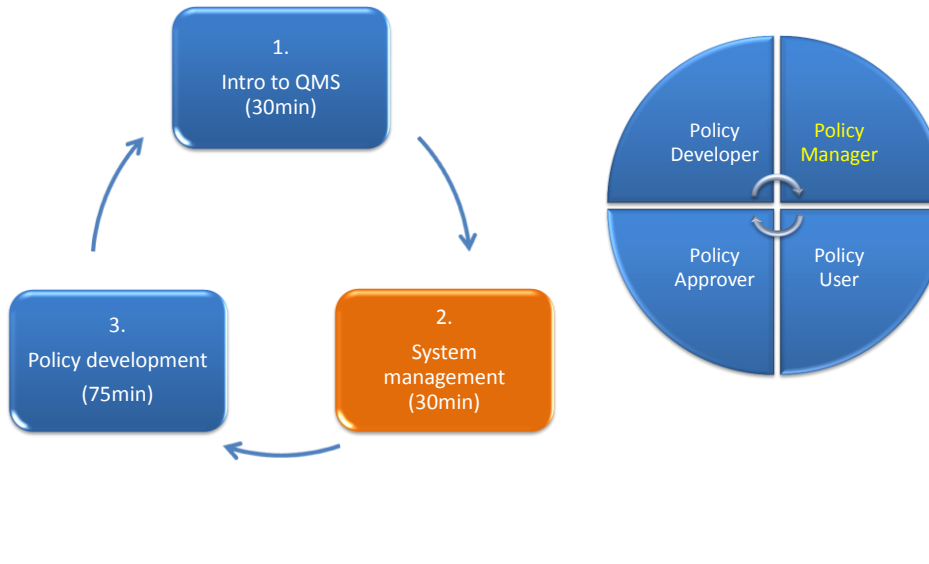 1.
Intro to QMS
(30min)
2.
System
management
(30min)
3.
Policy development
(75min)
Policy
Developer
Policy
Manager
Policy
Approver
Policy
User